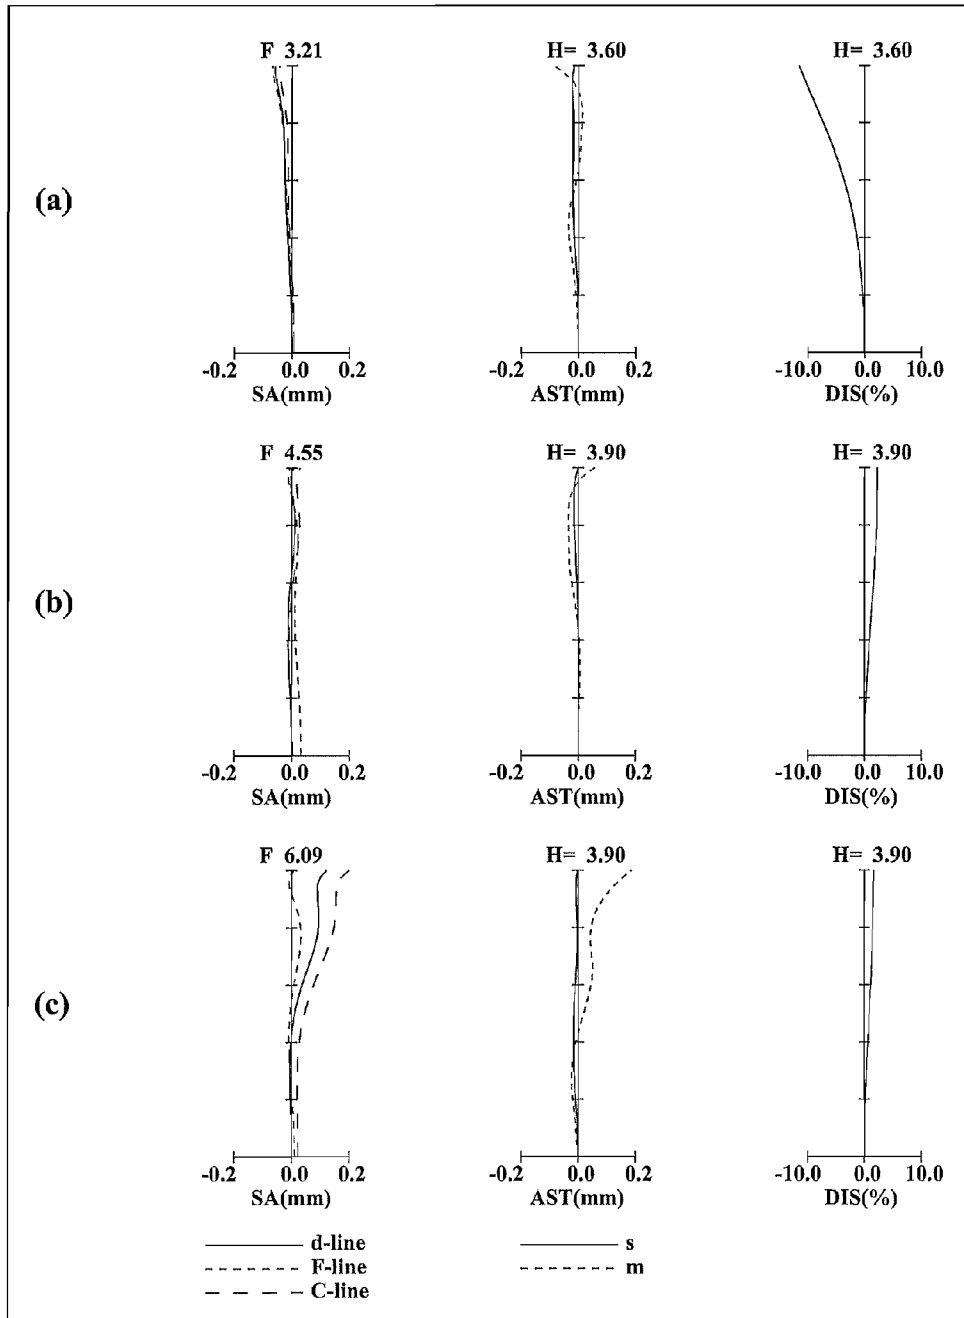 F 3.21 H= 3.60 H= 3.60
(a)
-0.2 0.0 0.2 -0.2 0.0 0.2 -10.0 0.0 10.0
SA(mm) AST(mm) DIS(%)
F 4.55 H= 3.90 H= 3.90
(b)
-0.2 0.0 0.2 -0.2 0.0 0.2 -10.0 0.0 10.0
SA(mm) AST(mm) DIS(%)
F 6.09 H= 3.90 H= 3.90
(c)
-0.2 0.0 0.2 -0.2 0.0 0.2 -10.0 0.0 10.0
SA(mm) AST(mm) DIS(%)
d-line s
F-line m
C-line